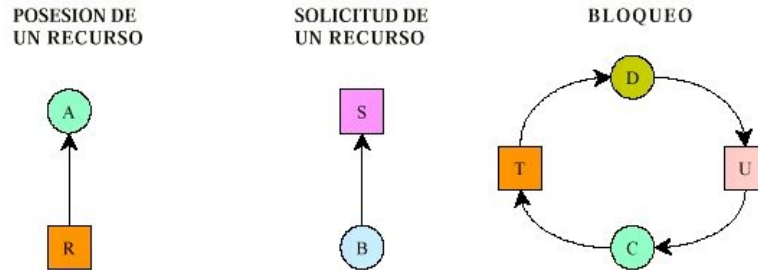 POSESION DE
UN RECURSO
SOLICITUD DE
UN RECURSO
BLOQUEO
A
R
S
B
D
T
U
C